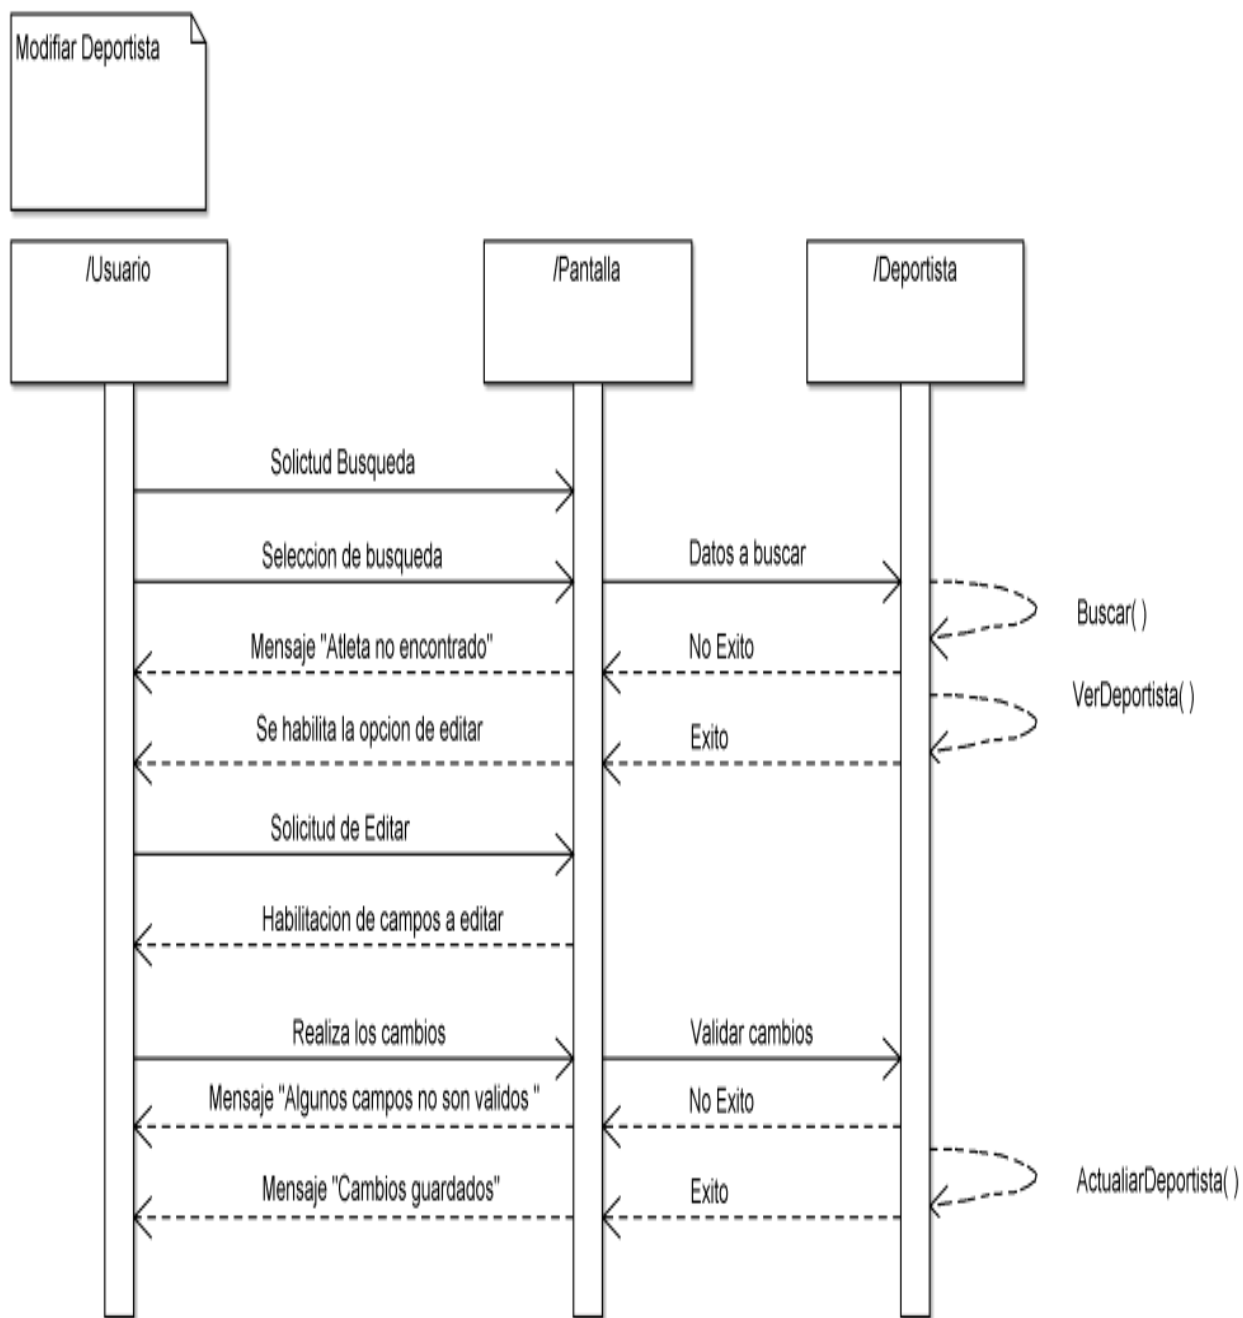 Modifiar Deportista
/Usuario
/Pantalla
/Deportista
Solictud Busqueda
Seleccion de busqueda
Datos a buscar
Buscar( )
Mensaje "Atleta no encontrado"
No Exito
VerDeportista( )
Se habilita la opcion de editar
Exito
Solicitud de Editar
Habilitacion de campos a editar
Realiza los cambios
Validar cambios
Mensaje "Algunos campos no son validos "
No Exito
Mensaje "Cambios guardados"
Exito
ActualiarDeportista( )